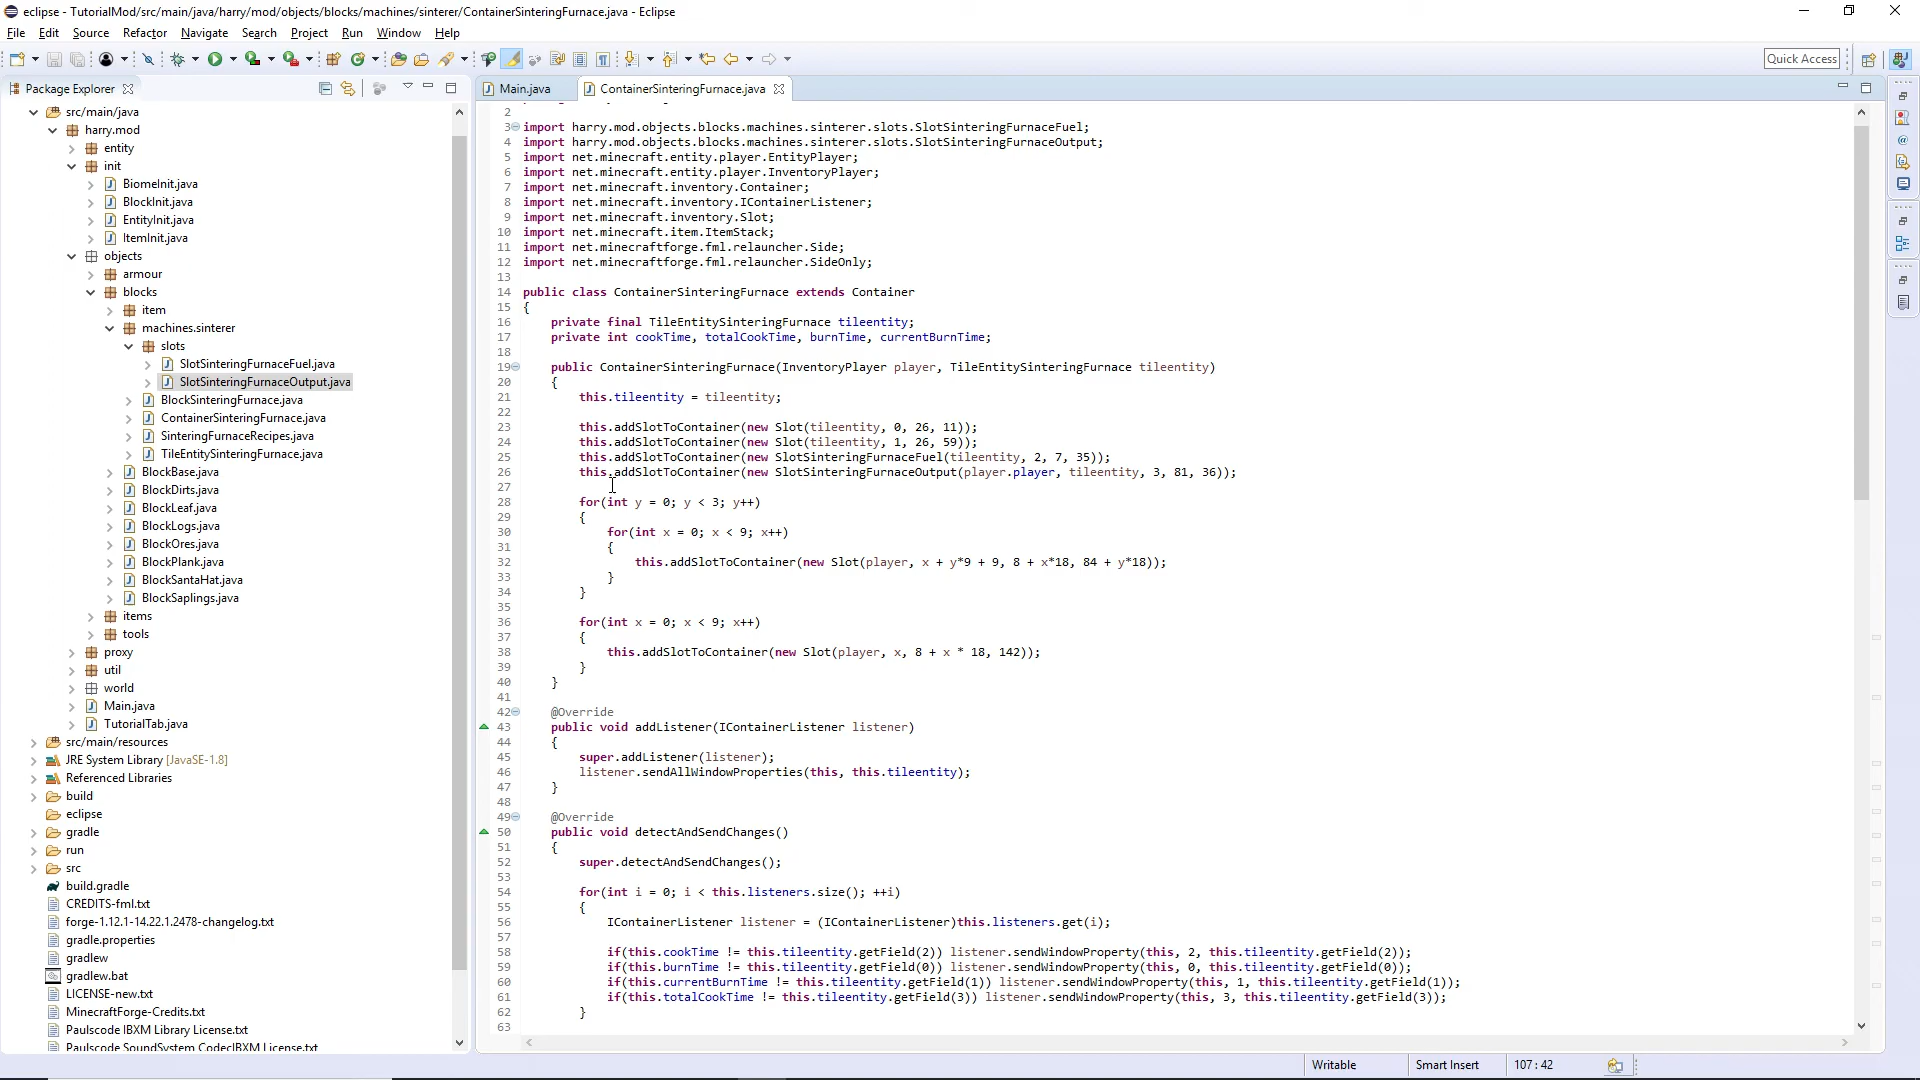 eclipse - TutorialMod/src/main/java/harry/mod/objects/blocks/machines/sinterer/ContainerSinteringFurnace.java - Eclipse
File Edit Source Refactor Navigate Search Project Run Window Help
Quick Access
Package Explorer
src/main/java
harry.mod
entity
init
BiomeInit.java
BlockInit.java
EntityInit.java
ItemInit.java
objects
armour
blocks
item
machines.sinterer
slots
SlotSinteringFurnaceFuel.java
SlotSinteringFurnaceOutput.java
BlockSinteringFurnace.java
ContainerSinteringFurnace.java
SinteringFurnaceRecipes.java
TileEntitySinteringFurnace.java
BlockBase.java
BlockDirts.java
BlockLeaf.java
BlockLogs.java
BlockOres.java
BlockPlank.java
BlockSantaHat.java
BlockSaplings.java
items
tools
proxy
util
world
Main.java
TutorialTab.java
src/main/resources
JRE System Library [JavaSE-1.8]
Referenced Libraries
build
eclipse
gradle
run
src
build.gradle
CREDITS-fml.txt
forge-1.12.1-14.22.1.2478-changelog.txt
gradle.properties
gradlew
gradlew.bat
LICENSE-new.txt
MinecraftForge-Credits.txt
Paulscode IBXM Library License.txt
Paulscode SoundSystem CodecIBXM License.txt
Main.java ContainerSinteringFurnace.java
2
3 import harry.mod.objects.blocks.machines.sinterer.slots.SlotSinteringFurnaceFuel;
4 import harry.mod.objects.blocks.machines.sinterer.slots.SlotSinteringFurnaceOutput;
5 import net.minecraft.entity.player.EntityPlayer;
6 import net.minecraft.entity.player.InventoryPlayer;
7 import net.minecraft.inventory.Container;
8 import net.minecraft.inventory.IContainerListener;
9 import net.minecraft.inventory.Slot;
10 import net.minecraft.item.ItemStack;
11 import net.minecraftforge.fml.relauncher.Side;
12 import net.minecraftforge.fml.relauncher.SideOnly;
13
14 public class ContainerSinteringFurnace extends Container
15 {
16 private final TileEntitySinteringFurnace tileentity;
17 private int cookTime, totalCookTime, burnTime, currentBurnTime;
18
19 public ContainerSinteringFurnace(InventoryPlayer player, TileEntitySinteringFurnace tileentity)
20 {
21 this.tileentity = tileentity;
22
23 this.addSlotToContainer(new Slot(tileentity, 0, 26, 11));
24 this.addSlotToContainer(new Slot(tileentity, 1, 26, 59));
25 this.addSlotToContainer(new SlotSinteringFurnaceFuel(tileentity, 2, 7, 35));
26 this.addSlotToContainer(new SlotSinteringFurnaceOutput(player.player, tileentity, 3, 81, 36));
27
28 for(int y = 0; y < 3; y++)
29 {
30 for(int x = 0; x < 9; x++)
31 {
32 this.addSlotToContainer(new Slot(player, x + y*9 + 9, 8 + x*18, 84 + y*18));
33 }
34 }
35
36 for(int x = 0; x < 9; x++)
37 {
38 this.addSlotToContainer(new Slot(player, x, 8 + x * 18, 142));
39 }
40 }
41
42 @Override
43 public void addListener(IContainerListener listener)
44 {
45 super.addListener(listener);
46 listener.sendAllWindowProperties(this, this.tileentity);
47 }
48
49 @Override
50 public void detectAndSendChanges()
51 {
52 super.detectAndSendChanges();
53
54 for(int i = 0; i < this.listeners.size(); ++i)
55 {
56 IContainerListener listener = (IContainerListener)this.listeners.get(i);
57
58 if(this.cookTime != this.tileentity.getField(2)) listener.sendWindowProperty(this, 2, this.tileentity.getField(2));
59 if(this.burnTime != this.tileentity.getField(0)) listener.sendWindowProperty(this, 0, this.tileentity.getField(0));
60 if(this.currentBurnTime != this.tileentity.getField(1)) listener.sendWindowProperty(this, 1, this.tileentity.getField(1));
61 if(this.totalCookTime != this.tileentity.getField(3)) listener.sendWindowProperty(this, 3, this.tileentity.getField(3));
62 }
63
Writable Smart Insert 107 : 42